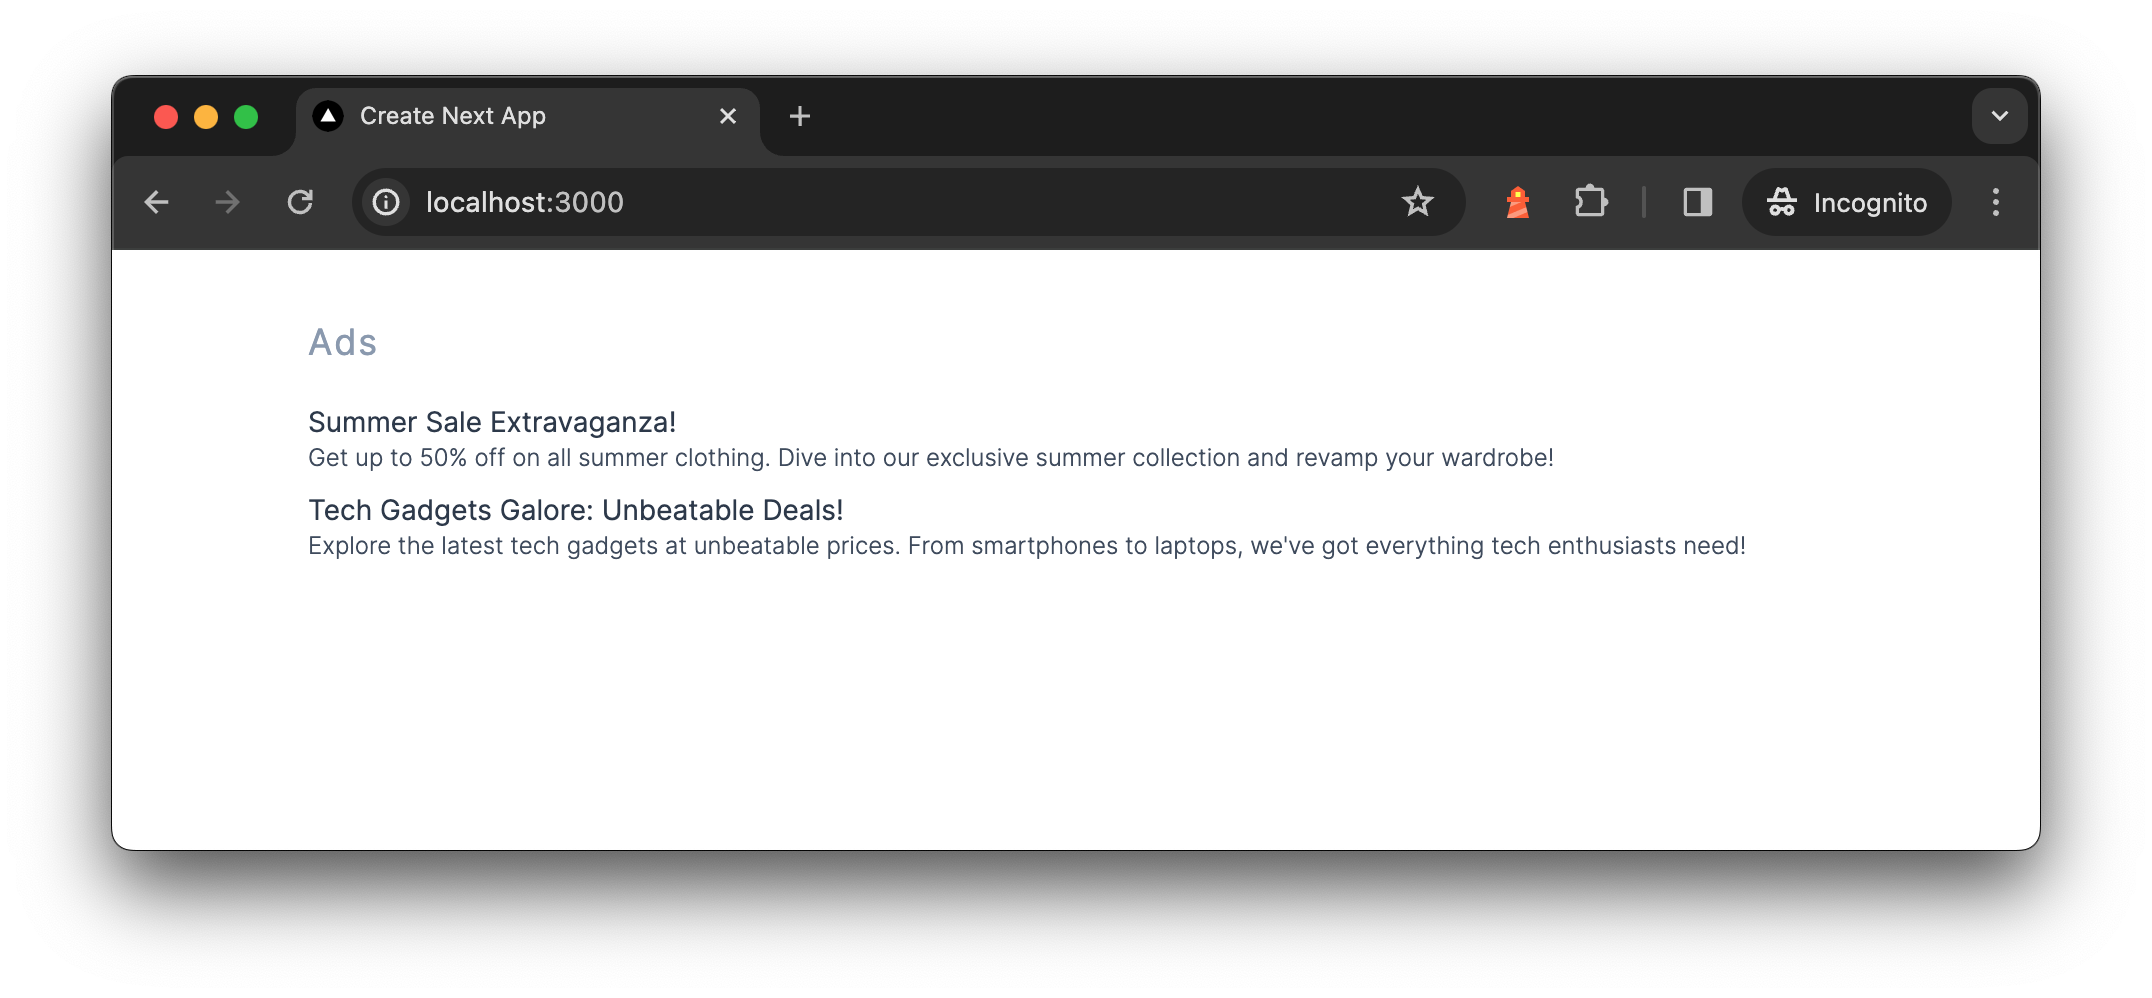 Create Next App
localhost:3000
Incognito
Ads
Summer Sale Extravaganza!
Get up to 50% off on all summer clothing. Dive into our exclusive summer collection and revamp your wardrobe!
Tech Gadgets Galore: Unbeatable Deals!
Explore the latest tech gadgets at unbeatable prices. From smartphones to laptops, we've got everything tech enthusiasts need!